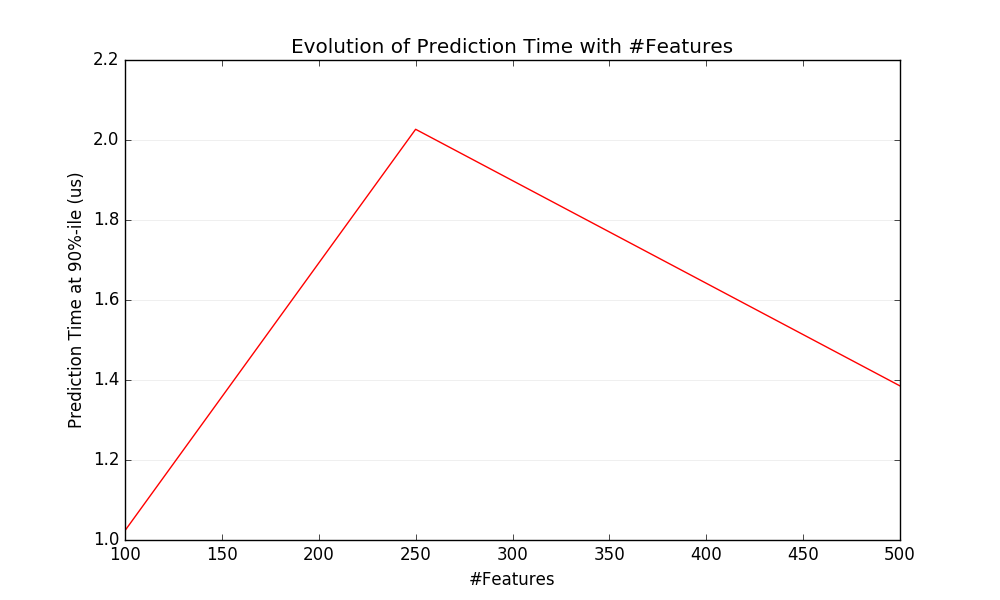 Evolution of Prediction Time with #Features
Prediction Time at 90%-ile (us)
2.2
2.0
1.8
1.6
1.4
1.2
1.0
100 150 200 250 300 350 400 450 500
#Features